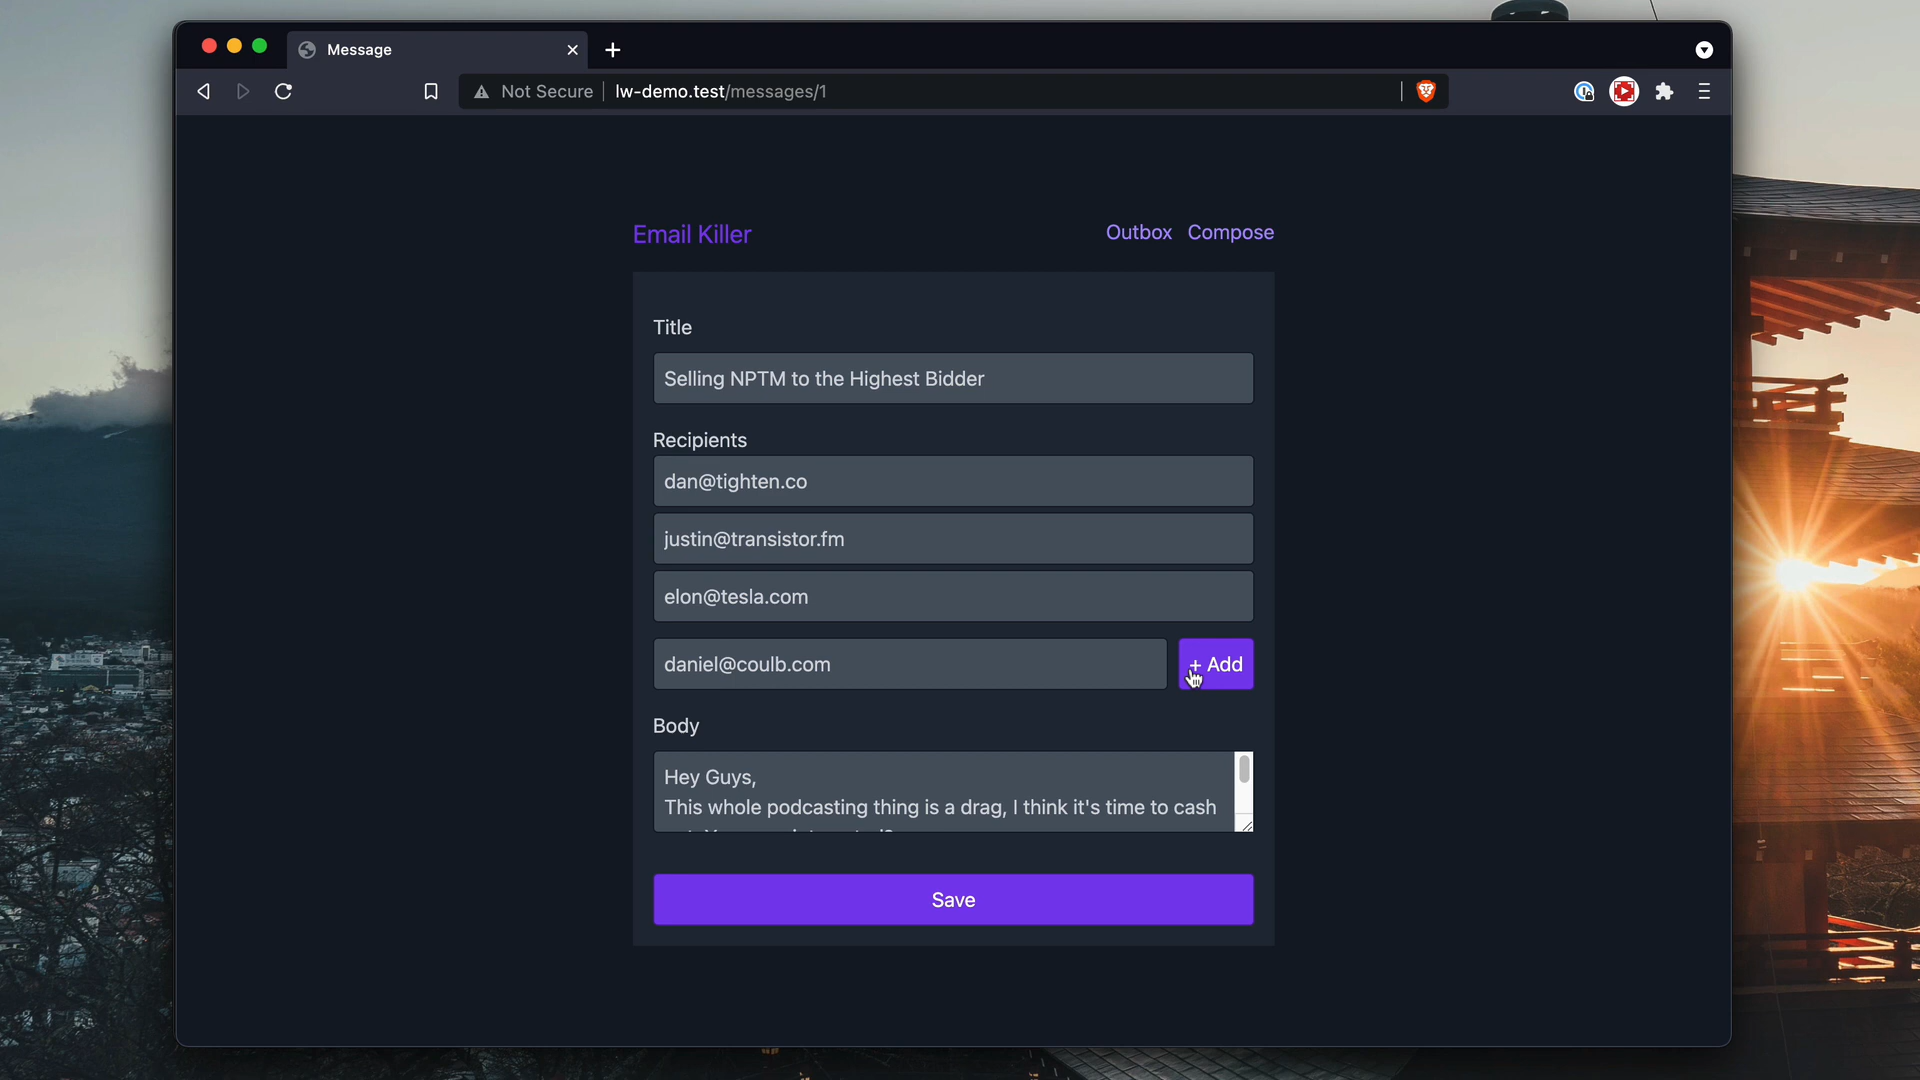 Message
Not Secure lw-demo.test/messages/1
Email Killer
Outbox Compose
Title
Selling NPTM to the Highest Bidder
Recipients
dan@tighten.co
justin@transistor.fm
elon@tesla.com
daniel@coulb.com
+ Add
Body
Hey Guys,
This whole podcasting thing is a drag, I think it's time to cash
Save